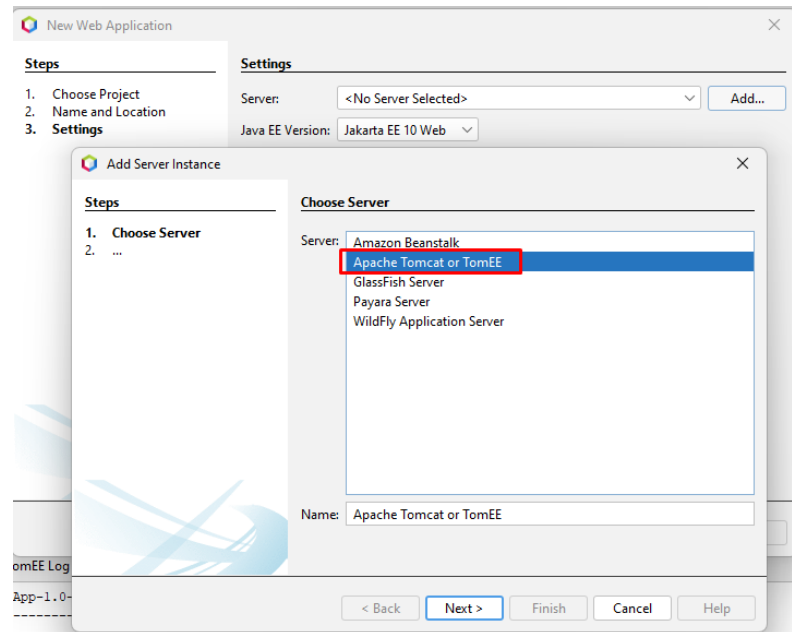 New Web Application
Steps
1. Choose Project
2. Name and Location
3. Settings
Settings
Server: <No Server Selected> Add...
Java EE Version: Jakarta EE 10 Web
Add Server Instance
Steps
1. Choose Server
2. ...
Choose Server
Server: Amazon Beanstalk
Apache Tomcat or TomEE
GlassFish Server
Payara Server
WildFly Application Server
Name: Apache Tomcat or TomEE
omEE Log
App-1.0-
--------
< Back Next > Finish Cancel Help